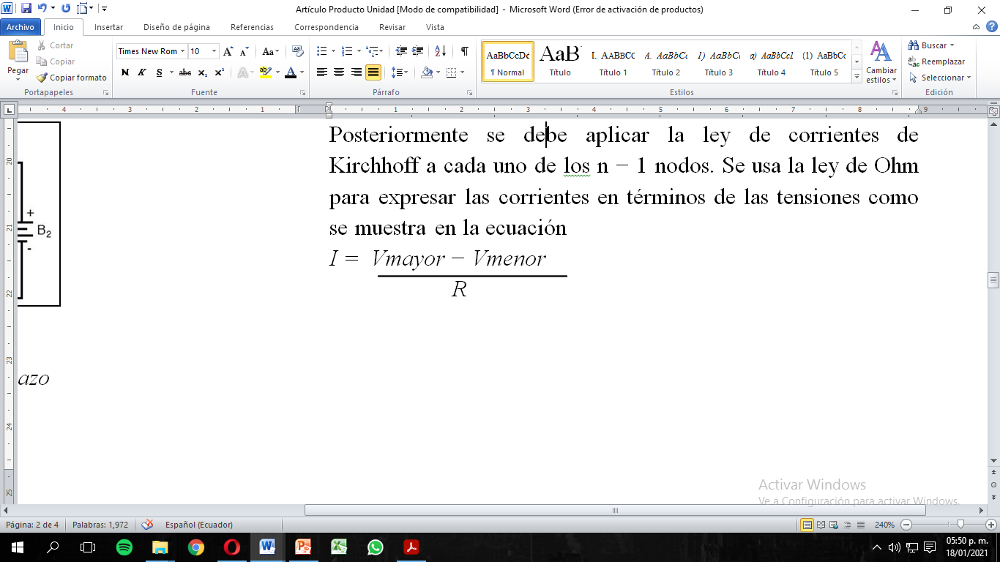 Artículo Producto Unidad [Modo de compatibilidad] - Microsoft Word (Error de activación de productos)
Archivo Inicio Insertar Diseño de página Referencias Correspondencia Revisar Vista
Pegar
Cortar
Copiar
Copiar formato
Portapapeles
Times New Rom 10
N K S abc x₂ x²
Fuente
Párrafo
AaBbCcDd AaB I. AABBCC A. AaBbCc 1) AaBbCc a) AaBbCc1 (1) AaBbCc
¶ Normal Título Título 1 Título 2 Título 3 Título 4 Título 5
Cambiar estilos
Estilos
Buscar
Reemplazar
Seleccionar
Edición
4 3 2 1 1 2 3 4 5 6 7 8 9
20
21
22
23
24
25
+
B₂
-
azo
Posteriormente se debe aplicar la ley de corrientes de
Kirchhoff a cada uno de los n − 1 nodos. Se usa la ley de Ohm
para expresar las corrientes en términos de las tensiones como
se muestra en la ecuación
I = Vmayor − Vmenor
R
Activar Windows
Ve a Configuración para activar Windows.
Página: 2 de 4 Palabras: 1,972 Español (Ecuador) 240%
05:50 p. m.
18/01/2021